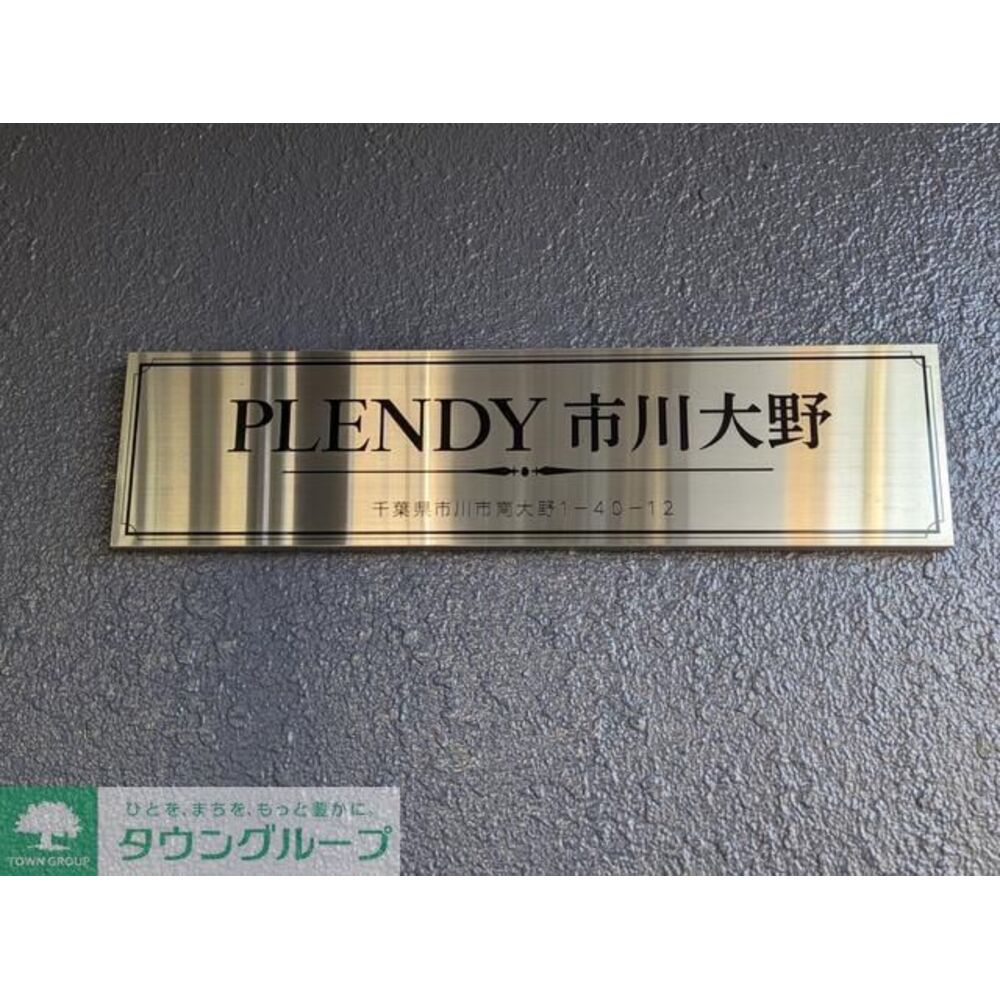 PLENDY 市川大野
千葉県市川市南大野1-40-12
ひとを、まちを、もっと豊かに。
タウングループ
TOWN GROUP